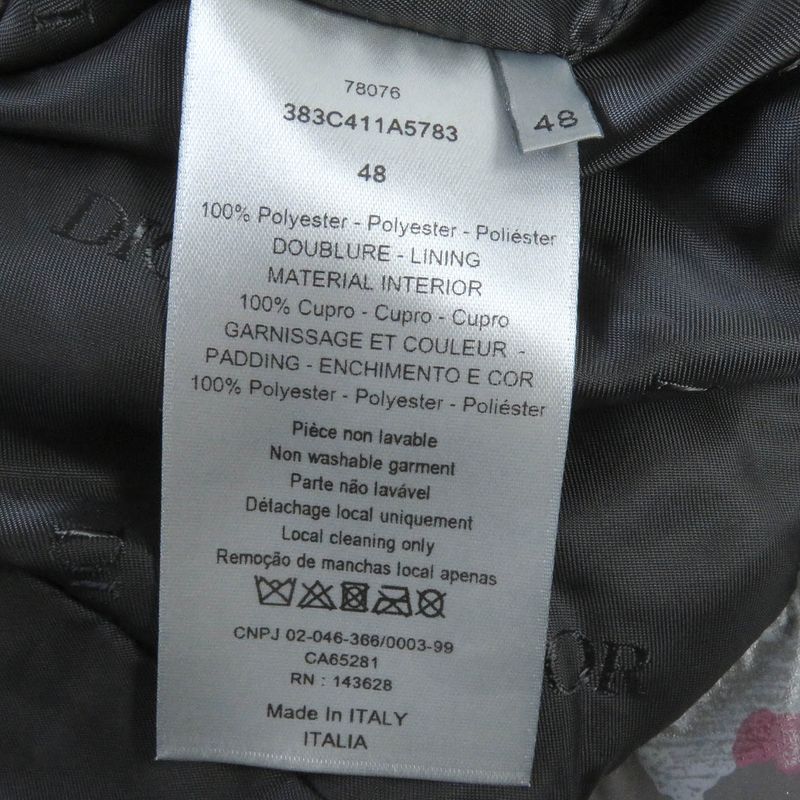 78076
383C411A5783
48
48
100% Polyester - Polyester - Poliéster
DOUBLURE - LINING
MATERIAL INTERIOR
100% Cupro - Cupro - Cupro
GARNISSAGE ET COULEUR -
PADDING - ENCHIMENTO E COR
100% Polyester - Polyester - Poliéster
Pièce non lavable
Non washable garment
Parte não lavável
Détachage local uniquement
Local cleaning only
Remoção de manchas local apenas
CNPJ 02-046-366/0003-99
CA65281
RN : 143628
Made In ITALY
ITALIA
DIO
OR